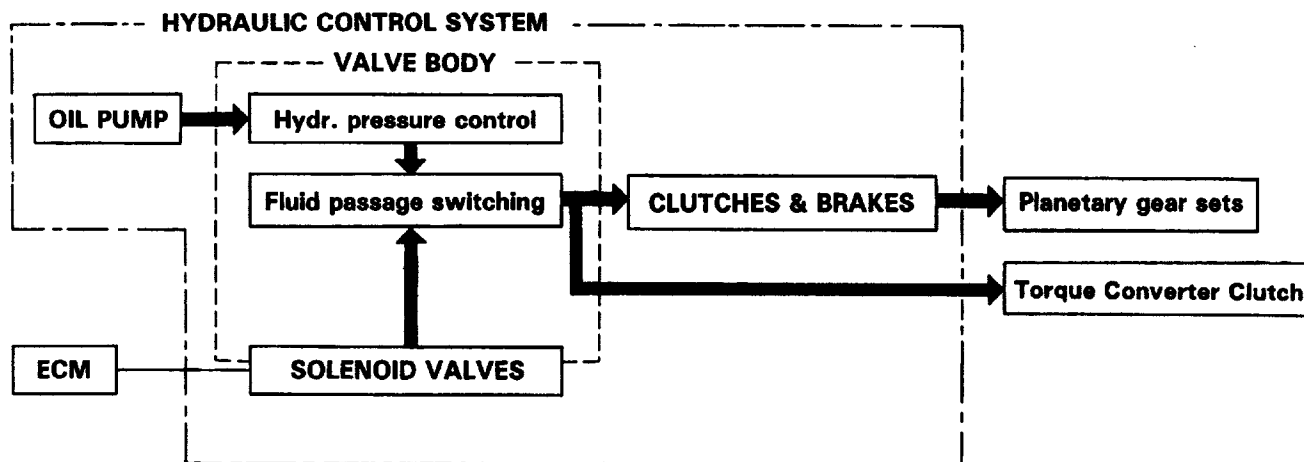 HYDRAULIC CONTROL SYSTEM
VALVE BODY
OIL PUMP
Hydr. pressure control
Fluid passage switching
CLUTCHES & BRAKES
Planetary gear sets
Torque Converter Clutch
ECM
SOLENOID VALVES